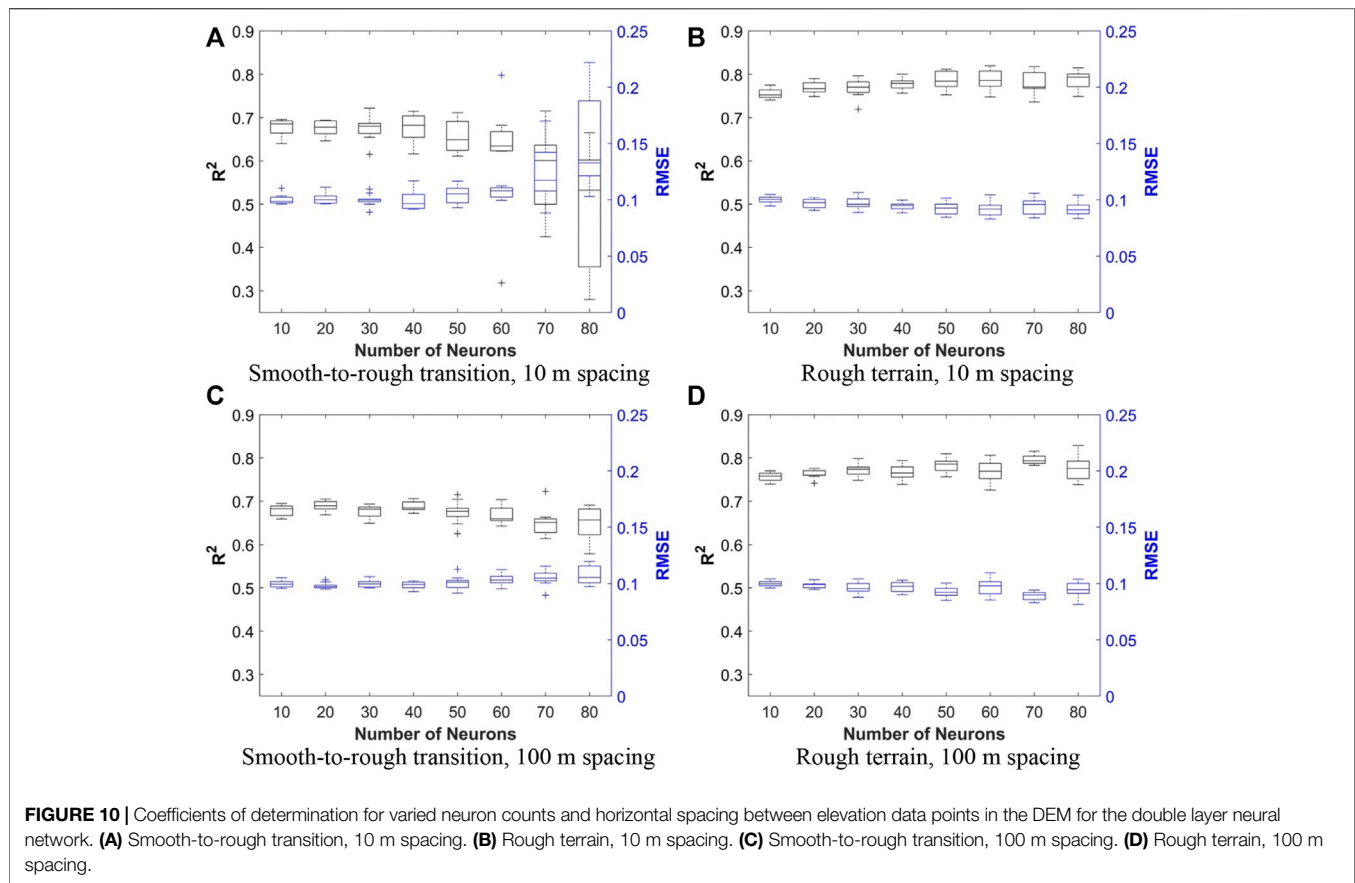 A
0.9
0.8
0.7
0.6
0.5
0.4
0.3
R²
0.25
0.2
0.15
0.1
0.05
0
RMSE
10 20 30 40 50 60 70 80
Number of Neurons
Smooth-to-rough transition, 10 m spacing
B
0.9
0.8
0.7
0.6
0.5
0.4
0.3
R²
0.25
0.2
0.15
0.1
0.05
0
RMSE
10 20 30 40 50 60 70 80
Number of Neurons
Rough terrain, 10 m spacing
C
0.9
0.8
0.7
0.6
0.5
0.4
0.3
R²
0.25
0.2
0.15
0.1
0.05
0
RMSE
10 20 30 40 50 60 70 80
Number of Neurons
Smooth-to-rough transition, 100 m spacing
D
0.9
0.8
0.7
0.6
0.5
0.4
0.3
R²
0.25
0.2
0.15
0.1
0.05
0
RMSE
10 20 30 40 50 60 70 80
Number of Neurons
Rough terrain, 100 m spacing
FIGURE 10 | Coefficients of determination for varied neuron counts and horizontal spacing between elevation data points in the DEM for the double layer neural
network. (A) Smooth-to-rough transition, 10 m spacing. (B) Rough terrain, 10 m spacing. (C) Smooth-to-rough transition, 100 m spacing. (D) Rough terrain, 100 m
spacing.